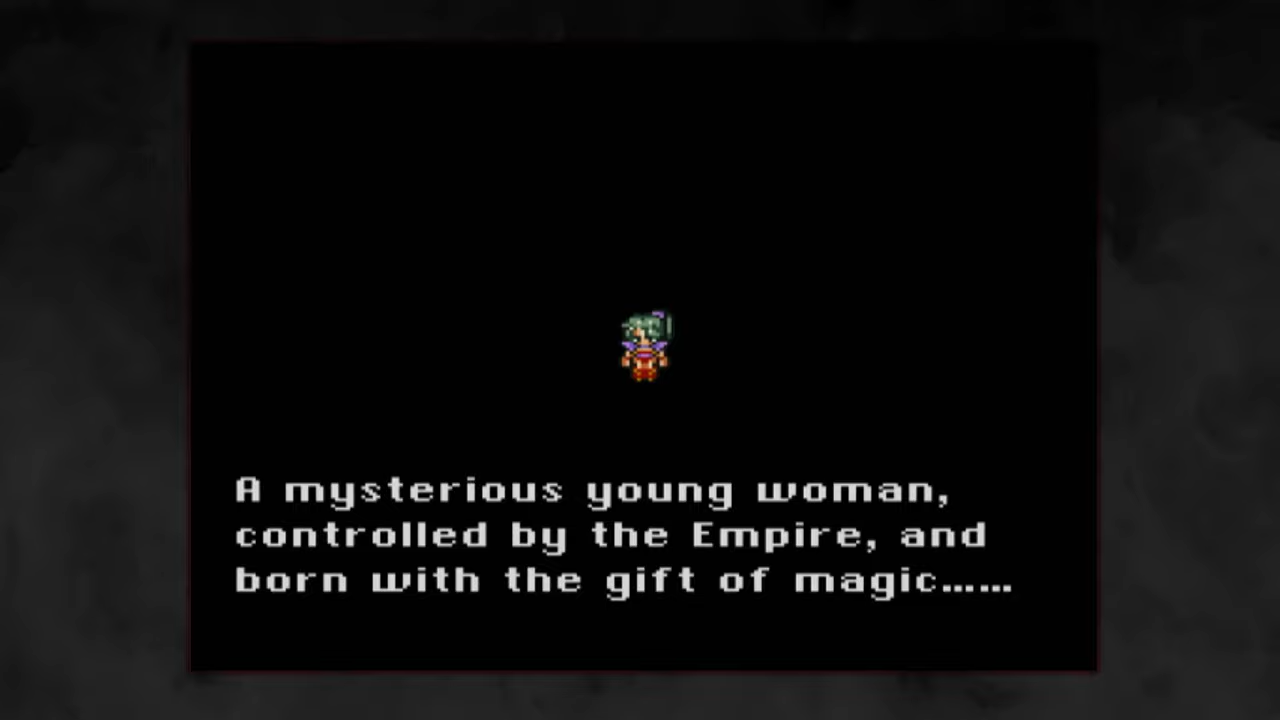 A mysterious young woman,
controlled by the Empire, and
born with the gift of magic……